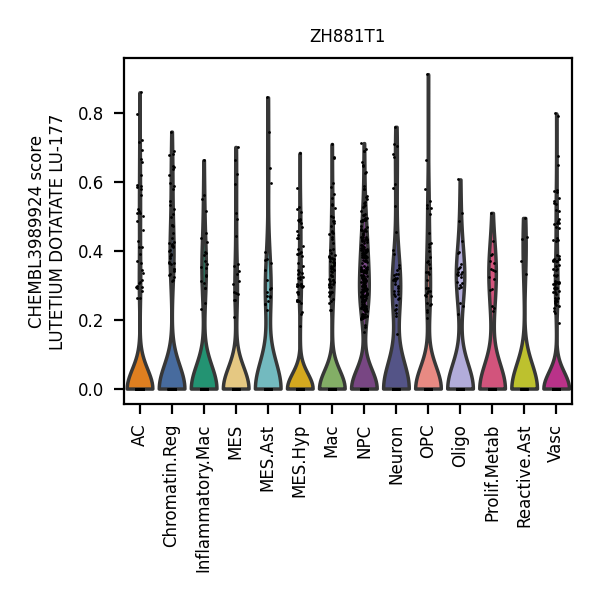 ZH881T1
CHEMBL3989924 score
LUTETIUM DOTATATE LU-177
0.8
0.6
0.4
0.2
0.0
AC
Chromatin.Reg
Inflammatory.Mac
MES
MES.Ast
MES.Hyp
Mac
NPC
Neuron
OPC
Oligo
Prolif.Metab
Reactive.Ast
Vasc